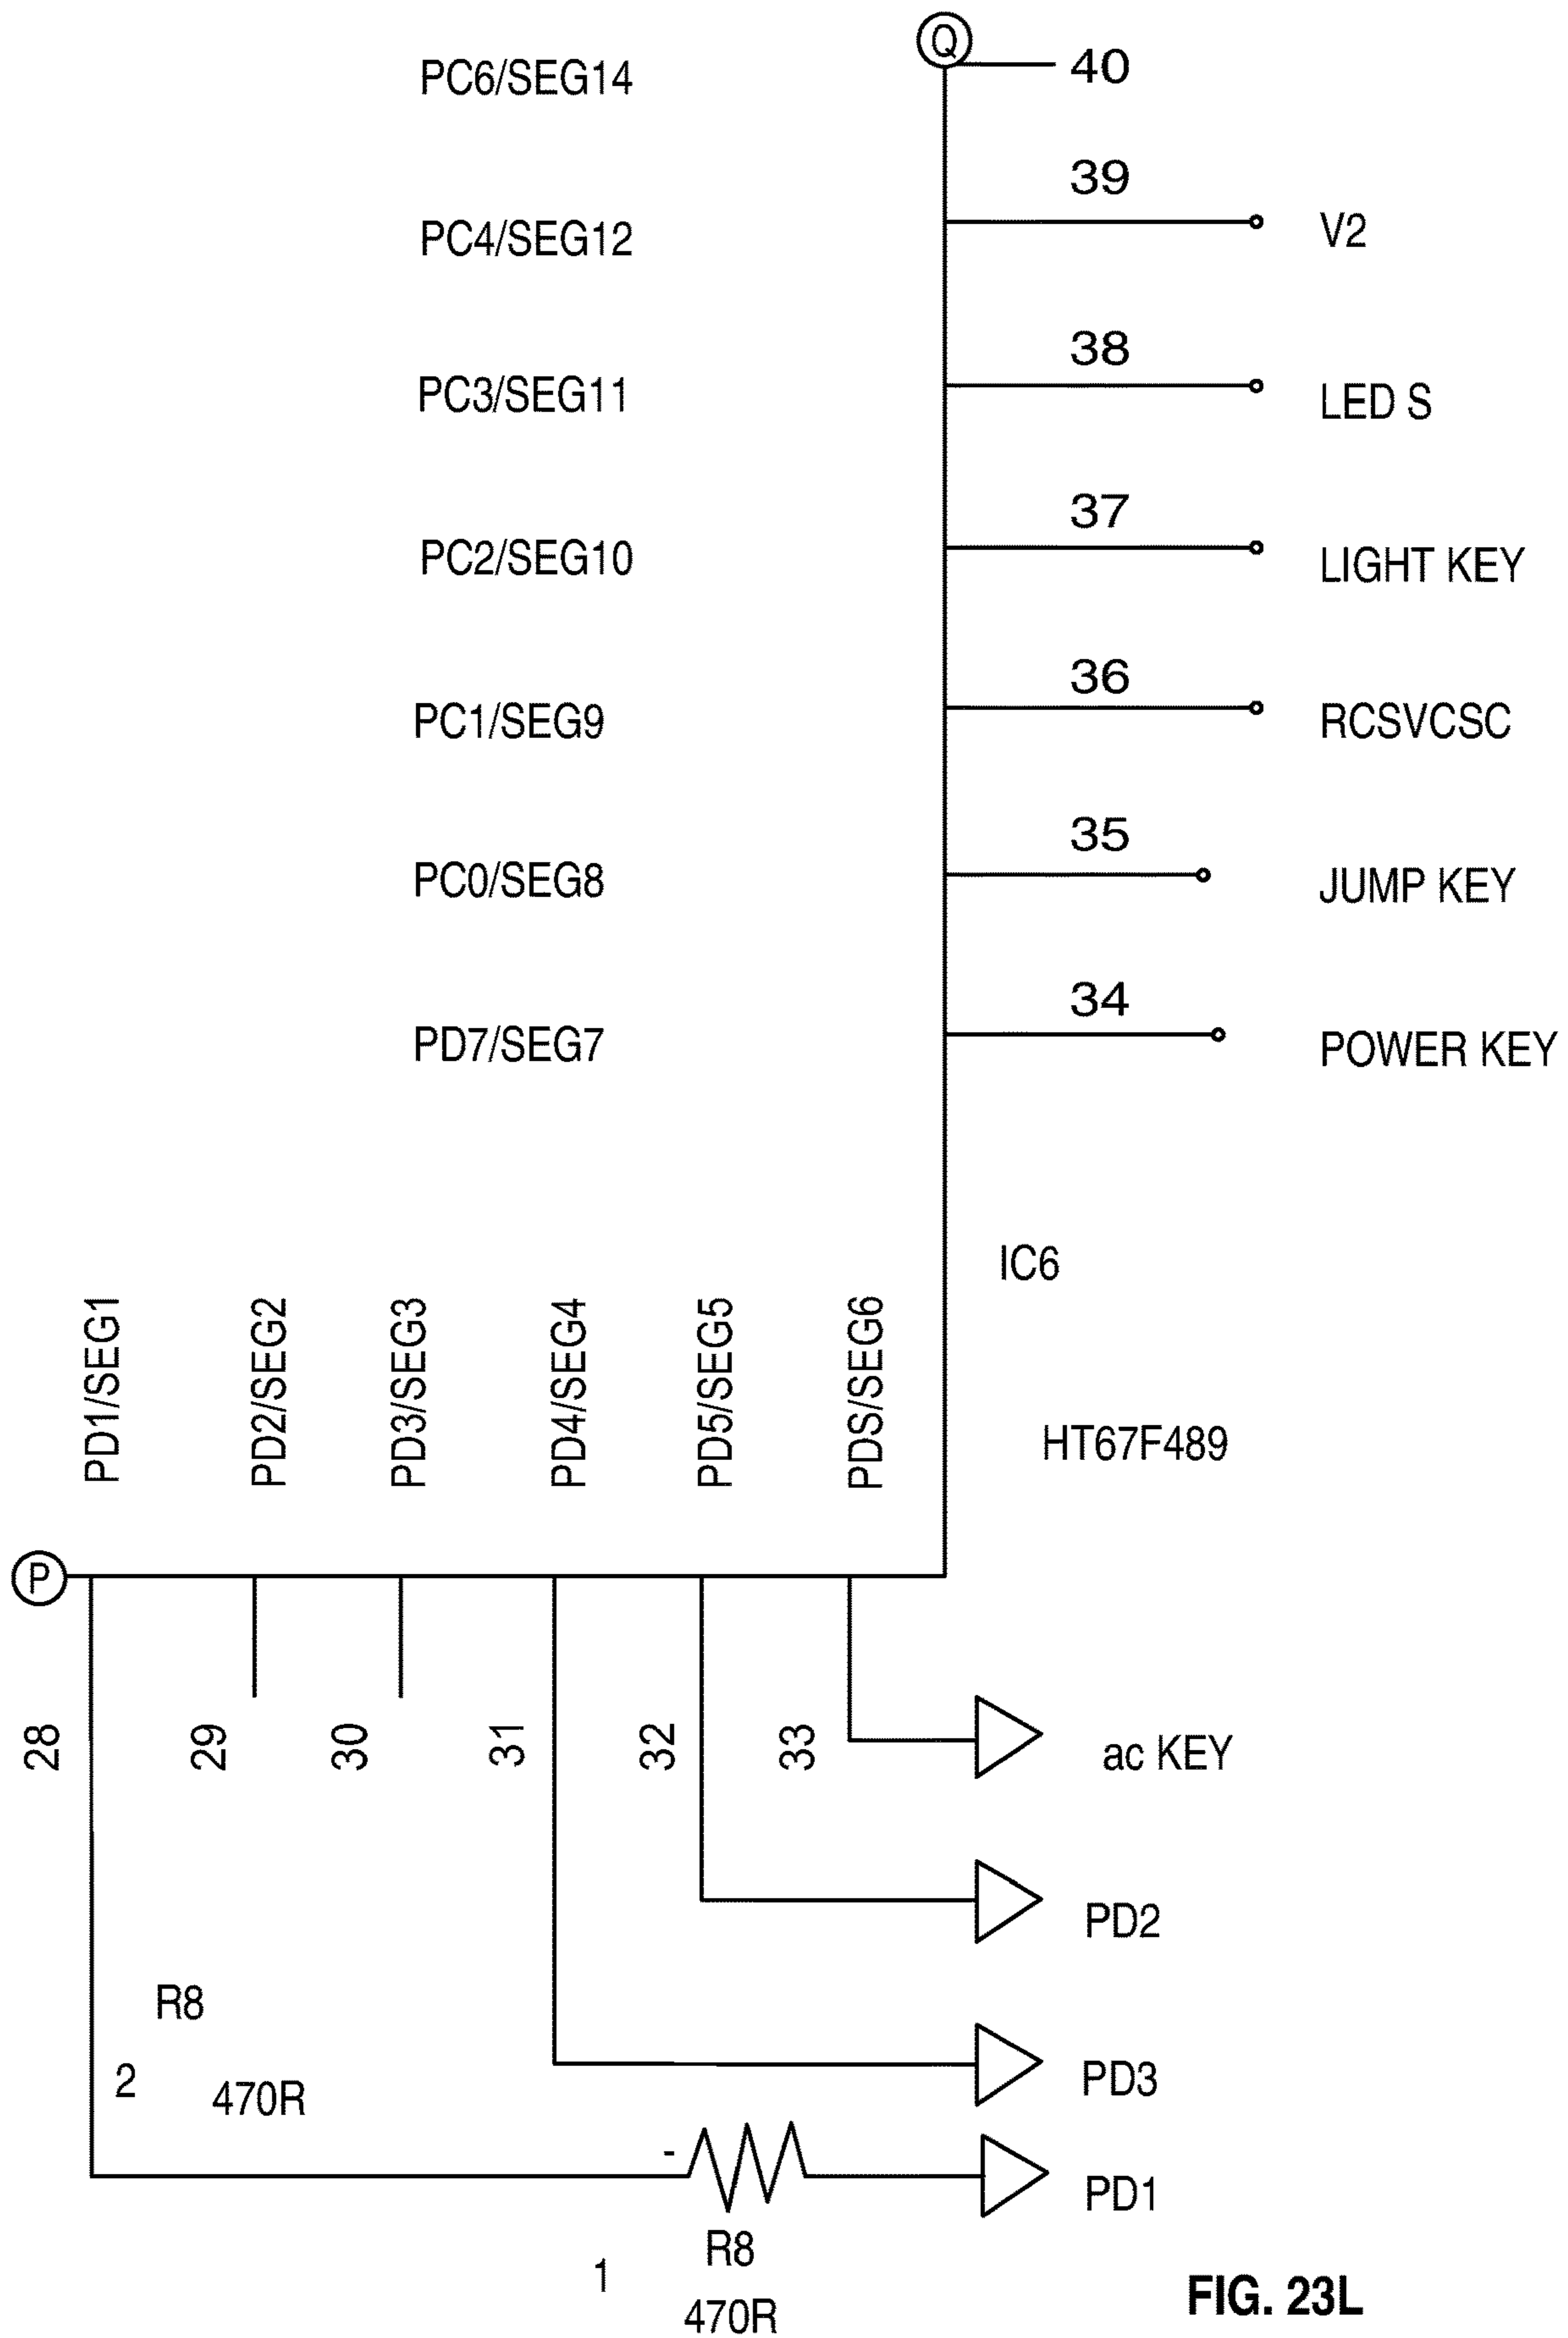 Q
PC6/SEG14
40
39
PC4/SEG12
V2
38
PC3/SEG11
LED S
37
PC2/SEG10
LIGHT KEY
36
PC1/SEG9
RCSVCSC
35
PC0/SEG8
JUMP KEY
34
PD7/SEG7
POWER KEY
IC6
PD1/SEG1
PD2/SEG2
PD3/SEG3
PD4/SEG4
PD5/SEG5
PDS/SEG6
HT67F489
P
28
29
30
31
32
33
ac KEY
PD2
R8
2
470R
PD3
-
PD1
R8
1
470R
FIG. 23L